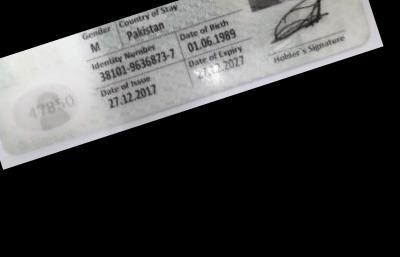 Gender Country of Stay
M Pakistan
Identity Number Date of Birth
38101-9636873-7 01.06.1989
Date of Issue Date of Expiry
27.12.2017 27.12.2027
Holder's Signature
47850